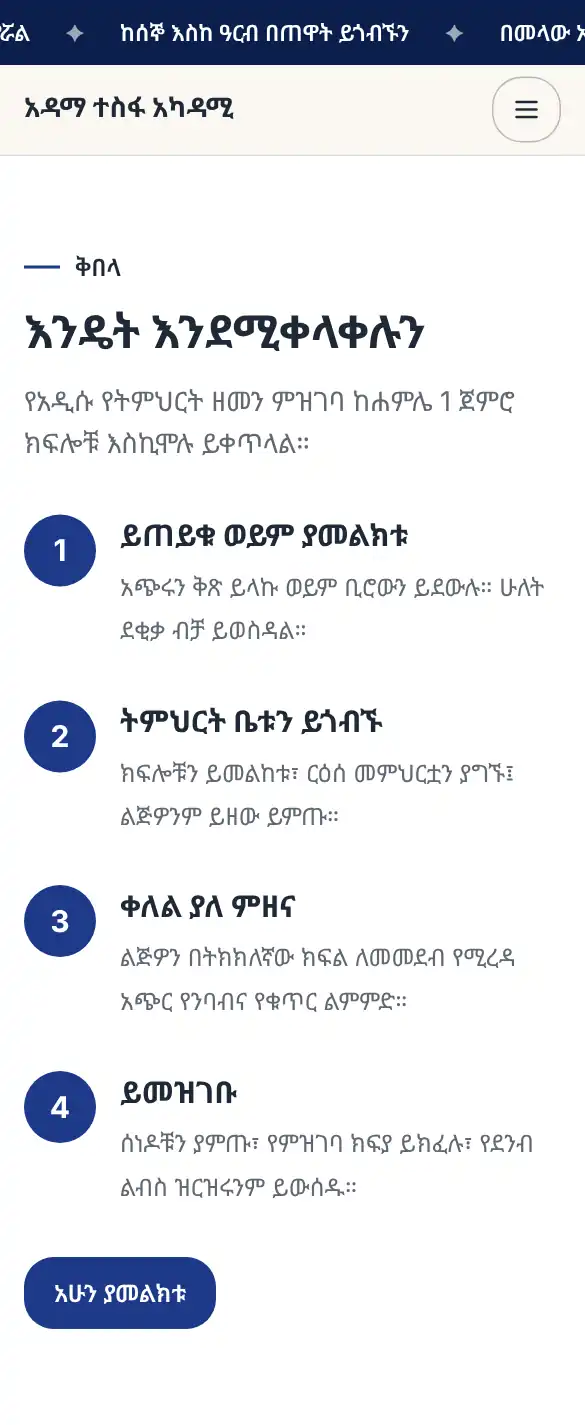 ከሰኞ እስከ ዓርብ በጠዋት ይጎብኙን
በመላው
አዳማ ተስፋ አካዳሚ
ቅበላ
እንዴት እንደሚቀላቀሉን
የአዲሱ የትምህርት ዘመን ምዝገባ ከሐምሌ 1 ጀምሮ
ክፍሎቹ እስኪሞሉ ይቀጥላል።
1
ይጠይቁ ወይም ያመልክቱ
አጭሩን ቅጽ ይላኩ ወይም ቢሮውን ይደውሉ። ሁለት
ደቂቃ ብቻ ይወስዳል።
2
ትምህርት ቤቱን ይጎብኙ
ክፍሎቹን ይመልከቱ፣ ርዕሰ መምህርቷን ያግኙ፤
ልጅዎንም ይዘው ይምጡ።
3
ቀለል ያለ ምዘና
ልጅዎን በትክክለኛው ክፍል ለመመደብ የሚረዳ
አጭር የንባብና የቁጥር ልምምድ።
4
ይመዝገቡ
ሰነዶቹን ያምጡ፣ የምዝገባ ክፍያ ይክፈሉ፣ የደንብ
ልብስ ዝርዝሩንም ይውሰዱ።
አሁን ያመልክቱ